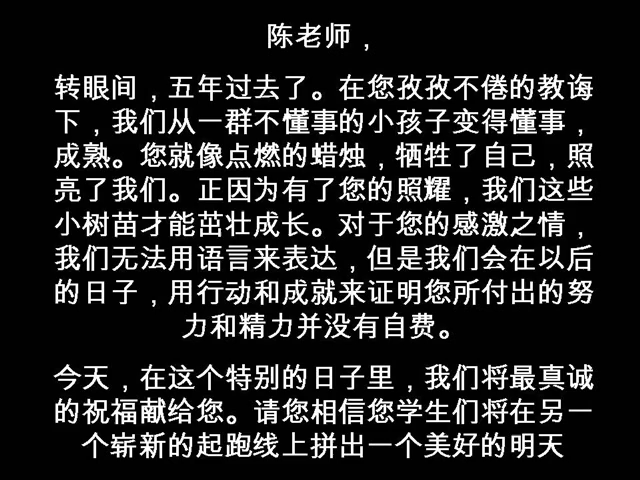 陈老师，
转眼间，五年过去了。在您孜孜不倦的教诲
下，我们从一群不懂事的小孩子变得懂事，
成熟。您就像点燃的蜡烛，牺牲了自己，照
亮了我们。正因为有了您的照耀，我们这些
小树苗才能茁壮成长。对于您的感激之情，
我们无法用语言来表达，但是我们会在以后
的日子，用行动和成就来证明您所付出的努
力和精力并没有自费。
今天，在这个特别的日子里，我们将最真诚
的祝福献给您。请您相信您学生们将在另一
个崭新的起跑线上拼出一个美好的明天